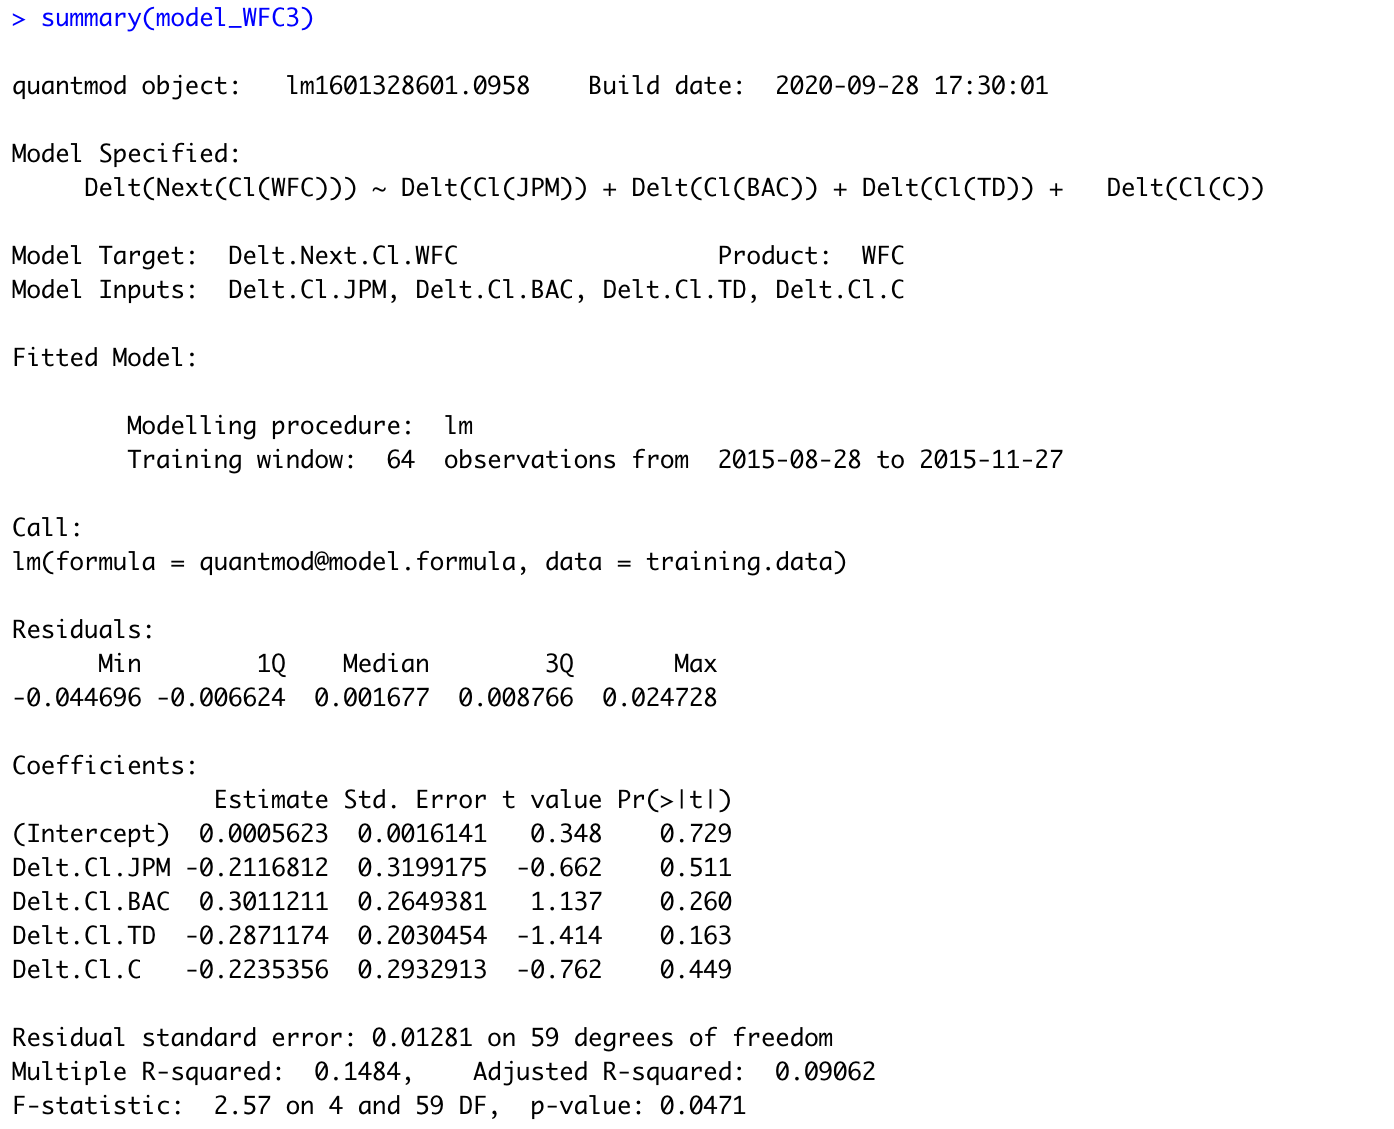 > summary(model_WFC3)
quantmod object:   lm1601328601.0958    Build date:  2020-09-28 17:30:01
Model Specified:
     Delt(Next(Cl(WFC))) ~ Delt(Cl(JPM)) + Delt(Cl(BAC)) + Delt(Cl(TD)) +   Delt(Cl(C))
Model Target:  Delt.Next.Cl.WFC                  Product:  WFC
Model Inputs:  Delt.Cl.JPM, Delt.Cl.BAC, Delt.Cl.TD, Delt.Cl.C
Fitted Model:
        Modelling procedure:  lm
        Training window:  64  observations from  2015-08-28 to 2015-11-27
Call:
lm(formula = quantmod@model.formula, data = training.data)
Residuals:
      Min        1Q    Median        3Q       Max
-0.044696 -0.006624  0.001677  0.008766  0.024728
Coefficients:
              Estimate Std. Error t value Pr(>|t|)
(Intercept)  0.0005623  0.0016141   0.348    0.729
Delt.Cl.JPM -0.2116812  0.3199175  -0.662    0.511
Delt.Cl.BAC  0.3011211  0.2649381   1.137    0.260
Delt.Cl.TD  -0.2871174  0.2030454  -1.414    0.163
Delt.Cl.C   -0.2235356  0.2932913  -0.762    0.449
Residual standard error: 0.01281 on 59 degrees of freedom
Multiple R-squared:  0.1484,    Adjusted R-squared:  0.09062
F-statistic:  2.57 on 4 and 59 DF,  p-value: 0.0471